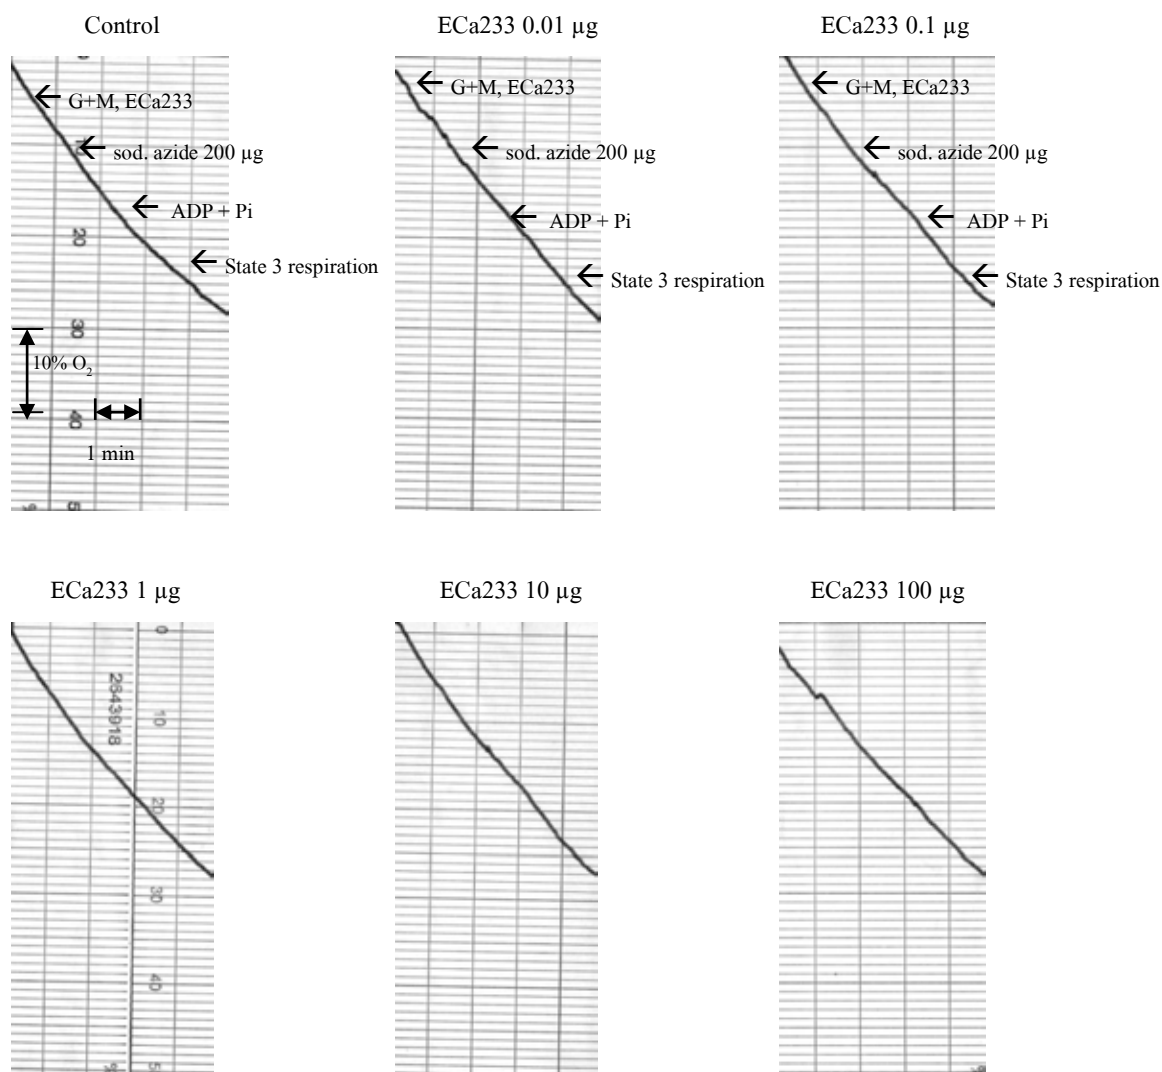 Control
ECa233 0.01 µg
ECa233 0.1 µg
G+M, ECa233
sod. azide 200 µg
ADP + Pi
State 3 respiration
10
20
30
40
10% O₂
1 min
G+M, ECa233
sod. azide 200 µg
ADP + Pi
State 3 respiration
G+M, ECa233
sod. azide 200 µg
ADP + Pi
State 3 respiration
ECa233 1 µg
ECa233 10 µg
ECa233 100 µg
0
2643918
10
20
30
40